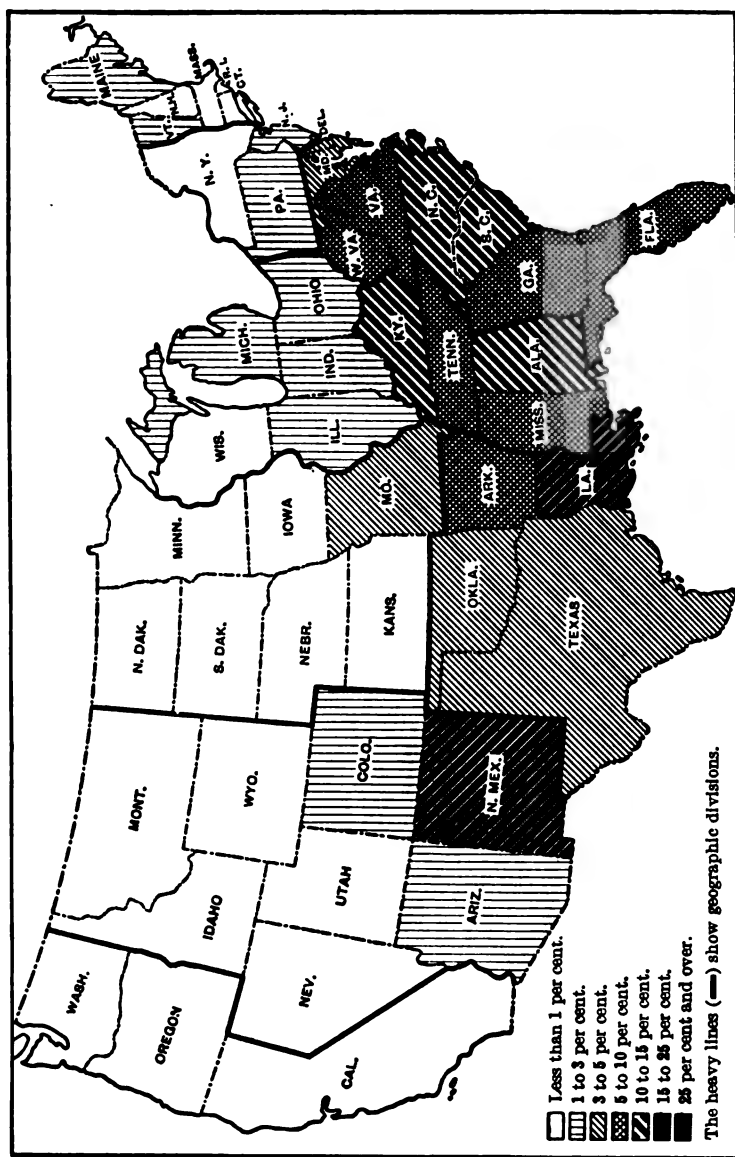 WASH.
OREGON
CAL.
NEV.
IDAHO
MONT.
WYO.
UTAH
ARIZ.
COLO.
N. MEX.
N. DAK.
S. DAK.
NEBR.
KANS.
OKLA.
TEXAS
MINN.
IOWA
MO.
ARK.
LA.
WIS.
ILL.
MICH.
IND.
OHIO
KY.
TENN.
MISS.
ALA.
GA.
FLA.
S. C.
N. C.
VA.
W. VA.
MD.
DEL.
PA.
N. J.
N. Y.
CT.
R. I.
MASS.
VT.
N.H.
MAINE
Less than 1 per cent.
1 to 3 per cent.
3 to 5 per cent.
5 to 10 per cent.
10 to 15 per cent.
15 to 25 per cent.
25 per cent and over.
The heavy lines (—) show geographic divisions.